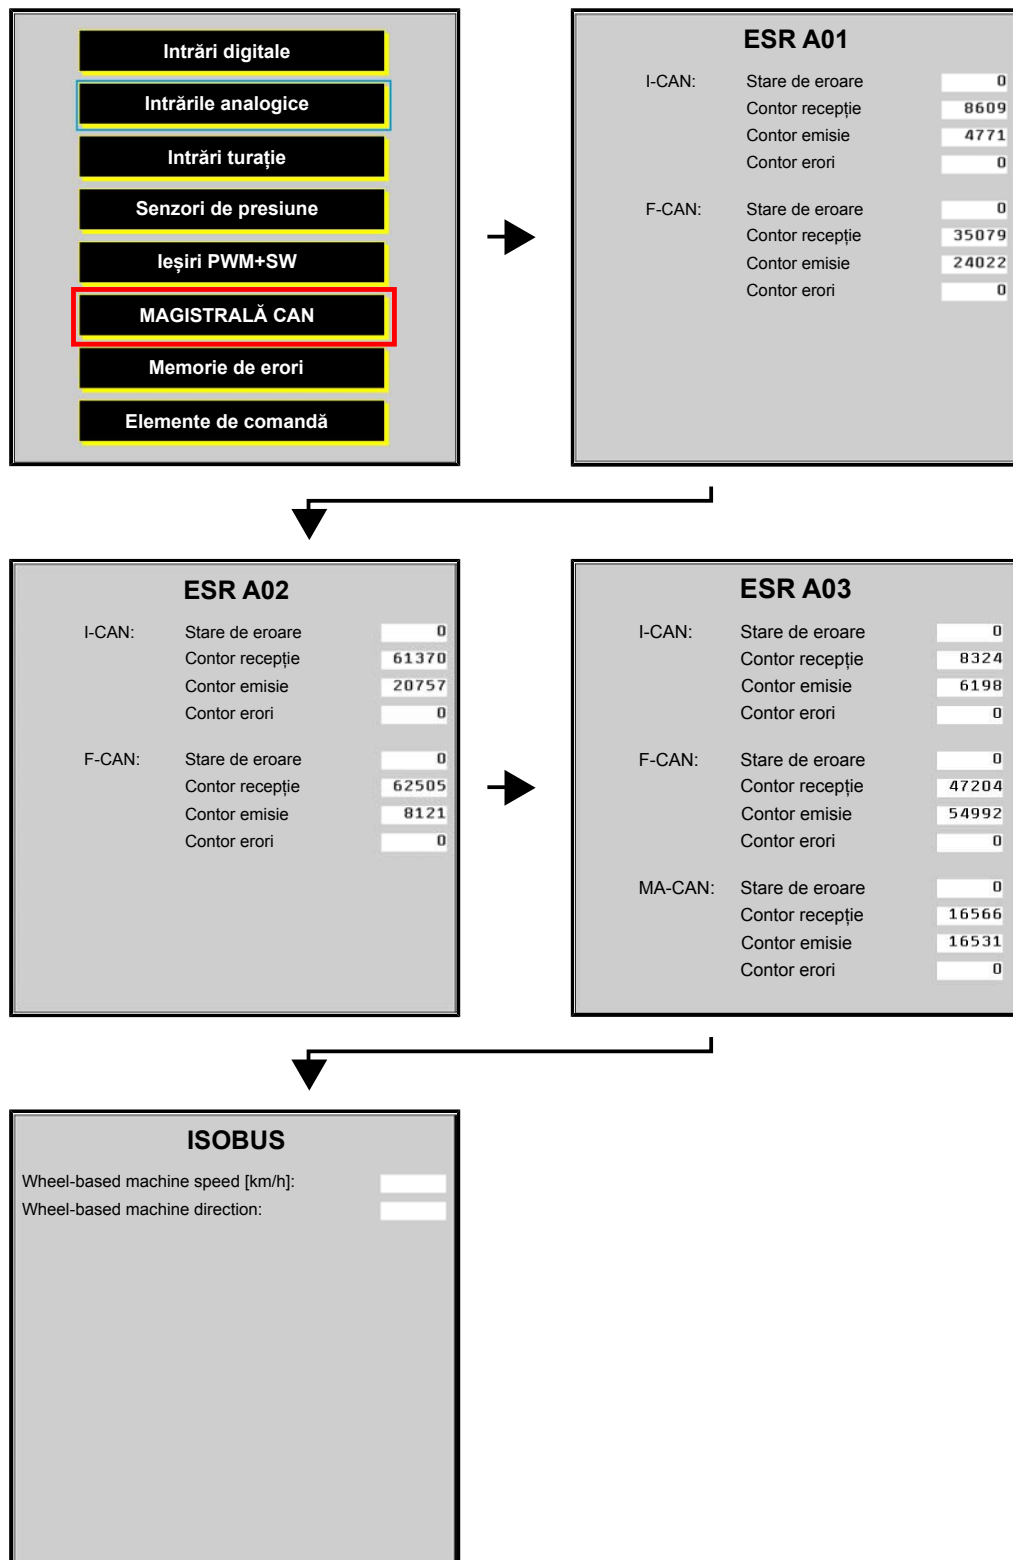 Intrări digitale
Intrările analogice
Intrări turație
Senzori de presiune
Ieșiri PWM+SW
MAGISTRALĂ CAN
Memorie de erori
Elemente de comandă
ESR A01
I-CAN: Stare de eroare 0
Contor recepție 8609
Contor emisie 4771
Contor erori 0
F-CAN: Stare de eroare 0
Contor recepție 35079
Contor emisie 24022
Contor erori 0
ESR A02
I-CAN: Stare de eroare 0
Contor recepție 61370
Contor emisie 20757
Contor erori 0
F-CAN: Stare de eroare 0
Contor recepție 62505
Contor emisie 8121
Contor erori 0
ESR A03
I-CAN: Stare de eroare 0
Contor recepție 8324
Contor emisie 6198
Contor erori 0
F-CAN: Stare de eroare 0
Contor recepție 47204
Contor emisie 54992
Contor erori 0
MA-CAN: Stare de eroare 0
Contor recepție 16566
Contor emisie 16531
Contor erori 0
ISOBUS
Wheel-based machine speed [km/h]:
Wheel-based machine direction: